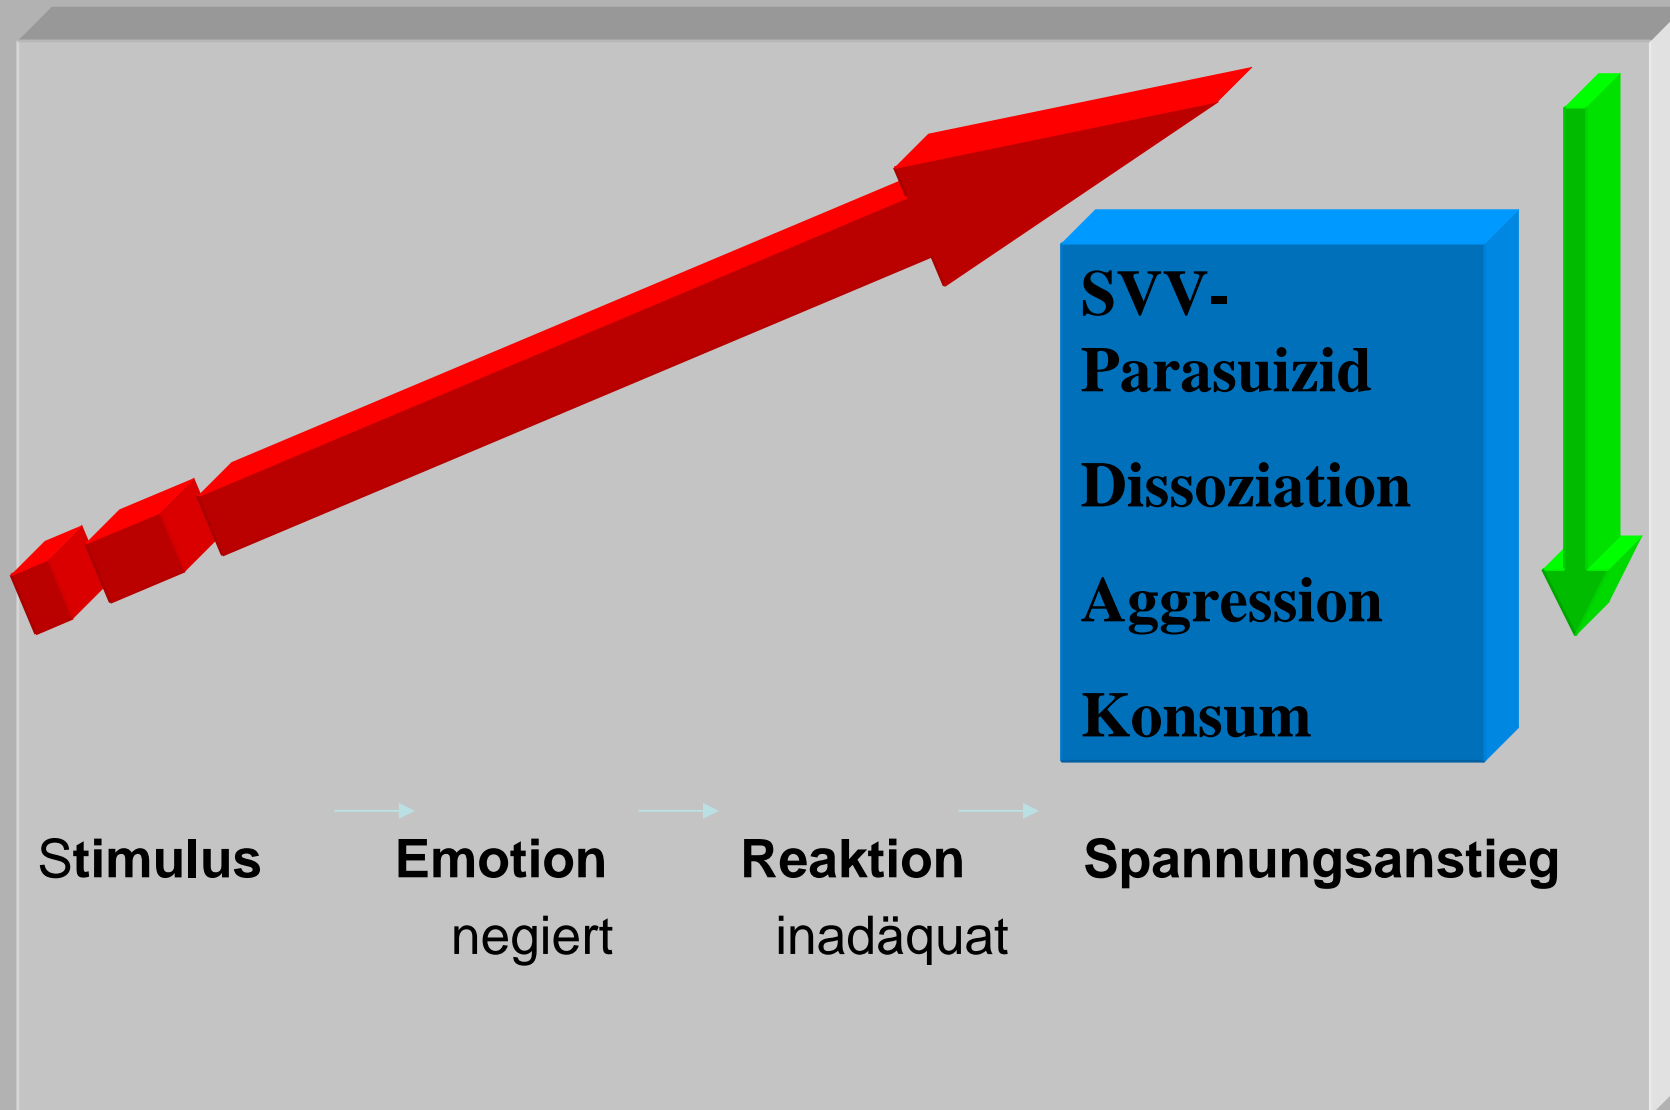 SVV-
Parasuizid
Dissoziation
Aggression
Konsum
Stimulus Emotion Reaktion Spannungsanstieg
negiert inadäquat